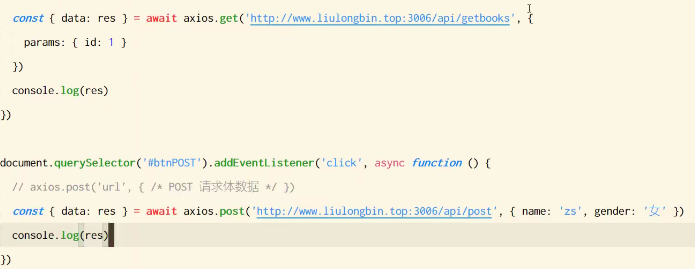 const { data: res } = await axios.get('http://www.liulongbin.top:3006/api/getbooks', {
params: { id: 1 }
})
console.log(res)
})
document.querySelector('#btnPOST').addEventListener('click', async function () {
// axios.post('url', { /* POST 请求体数据 */ })
const { data: res } = await axios.post('http://www.liulongbin.top:3006/api/post', { name: 'zs', gender: '女' })
console.log(res)
})